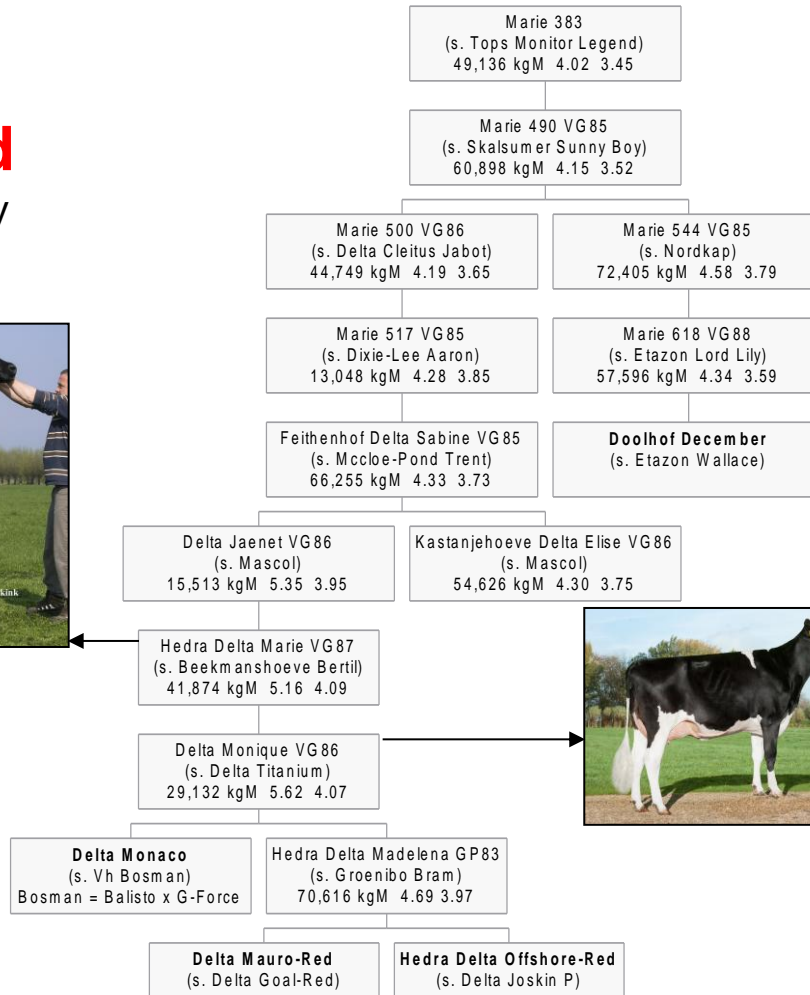 Marie 383
(s. Tops Monitor Legend)
49,136 kgM 4.02 3.45
Marie 490 VG85
(s. Skalsumer Sunny Boy)
60,898 kgM 4.15 3.52
Marie 500 VG86
(s. Delta Cleitus Jabot)
44,749 kgM 4.19 3.65
Marie 544 VG85
(s. Nordkap)
72,405 kgM 4.58 3.79
Marie 517 VG85
(s. Dixie-Lee Aaron)
13,048 kgM 4.28 3.85
Marie 618 VG88
(s. Etazon Lord Lily)
57,596 kgM 4.34 3.59
Feithenhof Delta Sabine VG85
(s. Mccloe-Pond Trent)
66,255 kgM 4.33 3.73
Doolhof December
(s. Etazon Wallace)
Delta Jaenet VG86
(s. Mascol)
15,513 kgM 5.35 3.95
Kastanjehoeve Delta Elise VG86
(s. Mascol)
54,626 kgM 4.30 3.75
Hedra Delta Marie VG87
(s. Beekmanshoeve Bertil)
41,874 kgM 5.16 4.09
Delta Monique VG86
(s. Delta Titanium)
29,132 kgM 5.62 4.07
Delta Monaco
(s. Vh Bosman)
Bosman = Balisto x G-Force
Hedra Delta Madelena GP83
(s. Groenibo Bram)
70,616 kgM 4.69 3.97
Delta Mauro-Red
(s. Delta Goal-Red)
Hedra Delta Offshore-Red
(s. Delta Joskin P)